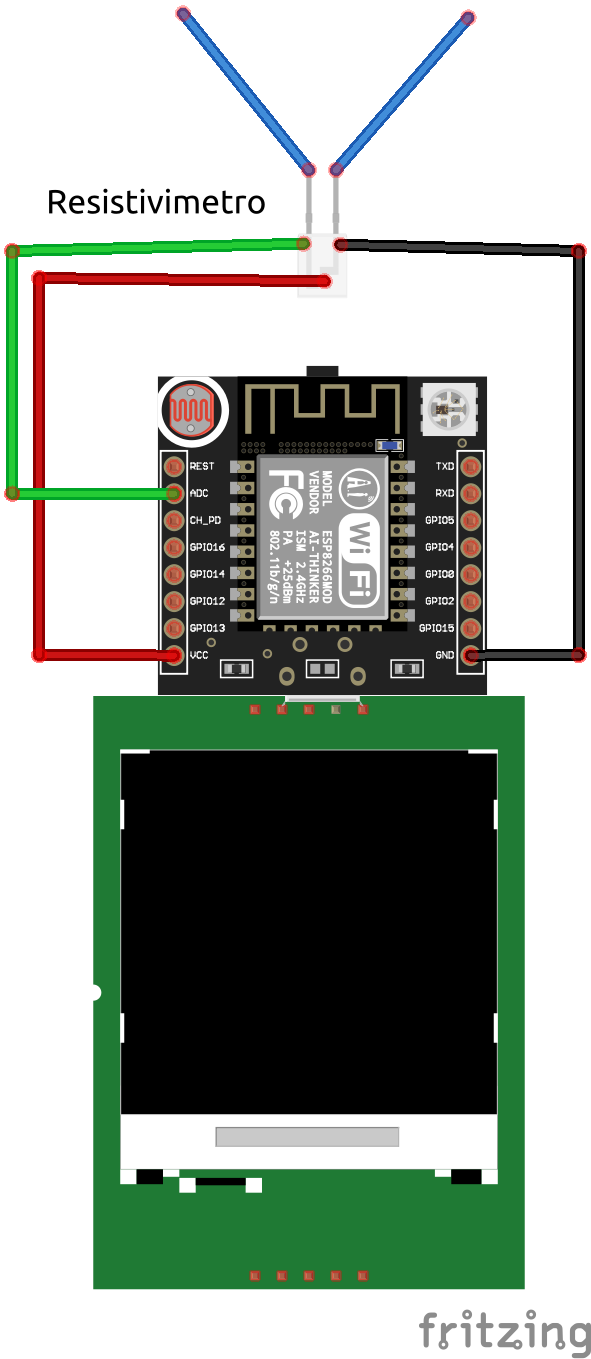 Resistivimetro
REST
ADC
CH_PD
GPIO16
GPIO14
GPIO12
GPIO13
VCC
MODEL
VENDOR
ESP8266MOD
AI-THINKER
ISM 2.4GHz
PA +25dBm
802.11b/g/n
FC
Ai
Wi Fi
TXD
RXD
GPIO5
GPIO4
GPIO0
GPIO2
GPIO15
GND
fritzing